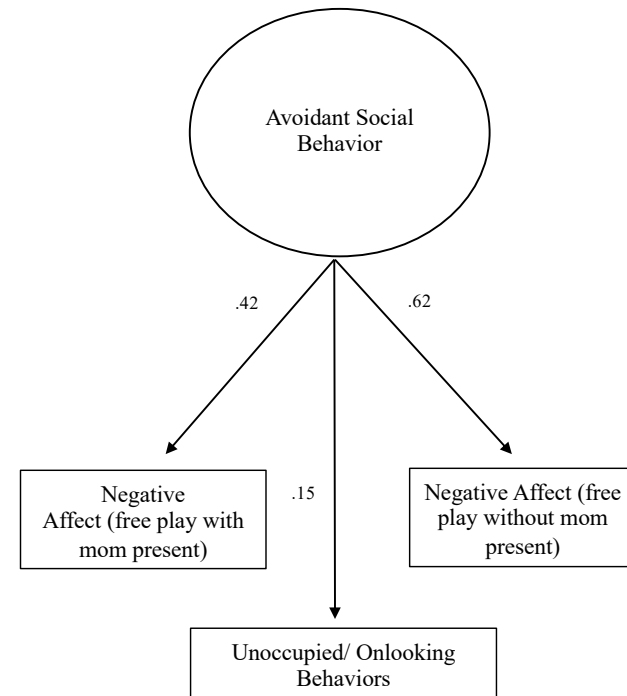 Avoidant Social
Behavior
.42
.62
Negative
Affect (free play with
mom present)
.15
Negative Affect (free
play without mom
present)
Unoccupied/ Onlooking
Behaviors